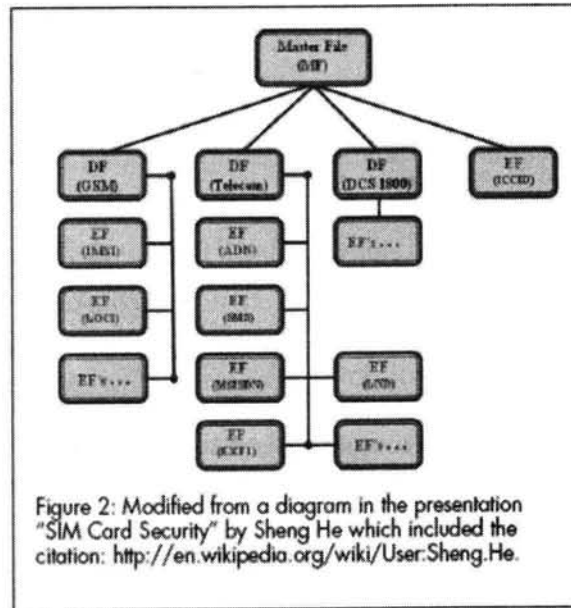 Master File
(MF)
DF
(GSM)
DF
(Telecom)
DF
(DCS 1800)
EF
(ICCID)
EF
(IMSI)
EF
(ADN)
EF's...
EF
(LOCI)
EF
(SMS)
EF's...
EF
(MSISDN)
EF
(LND)
EF
(EXT1)
EF's...
Figure 2: Modified from a diagram in the presentation
"SIM Card Security" by Sheng He which included the
citation: http://en.wikipedia.org/wiki/User:Sheng.He.